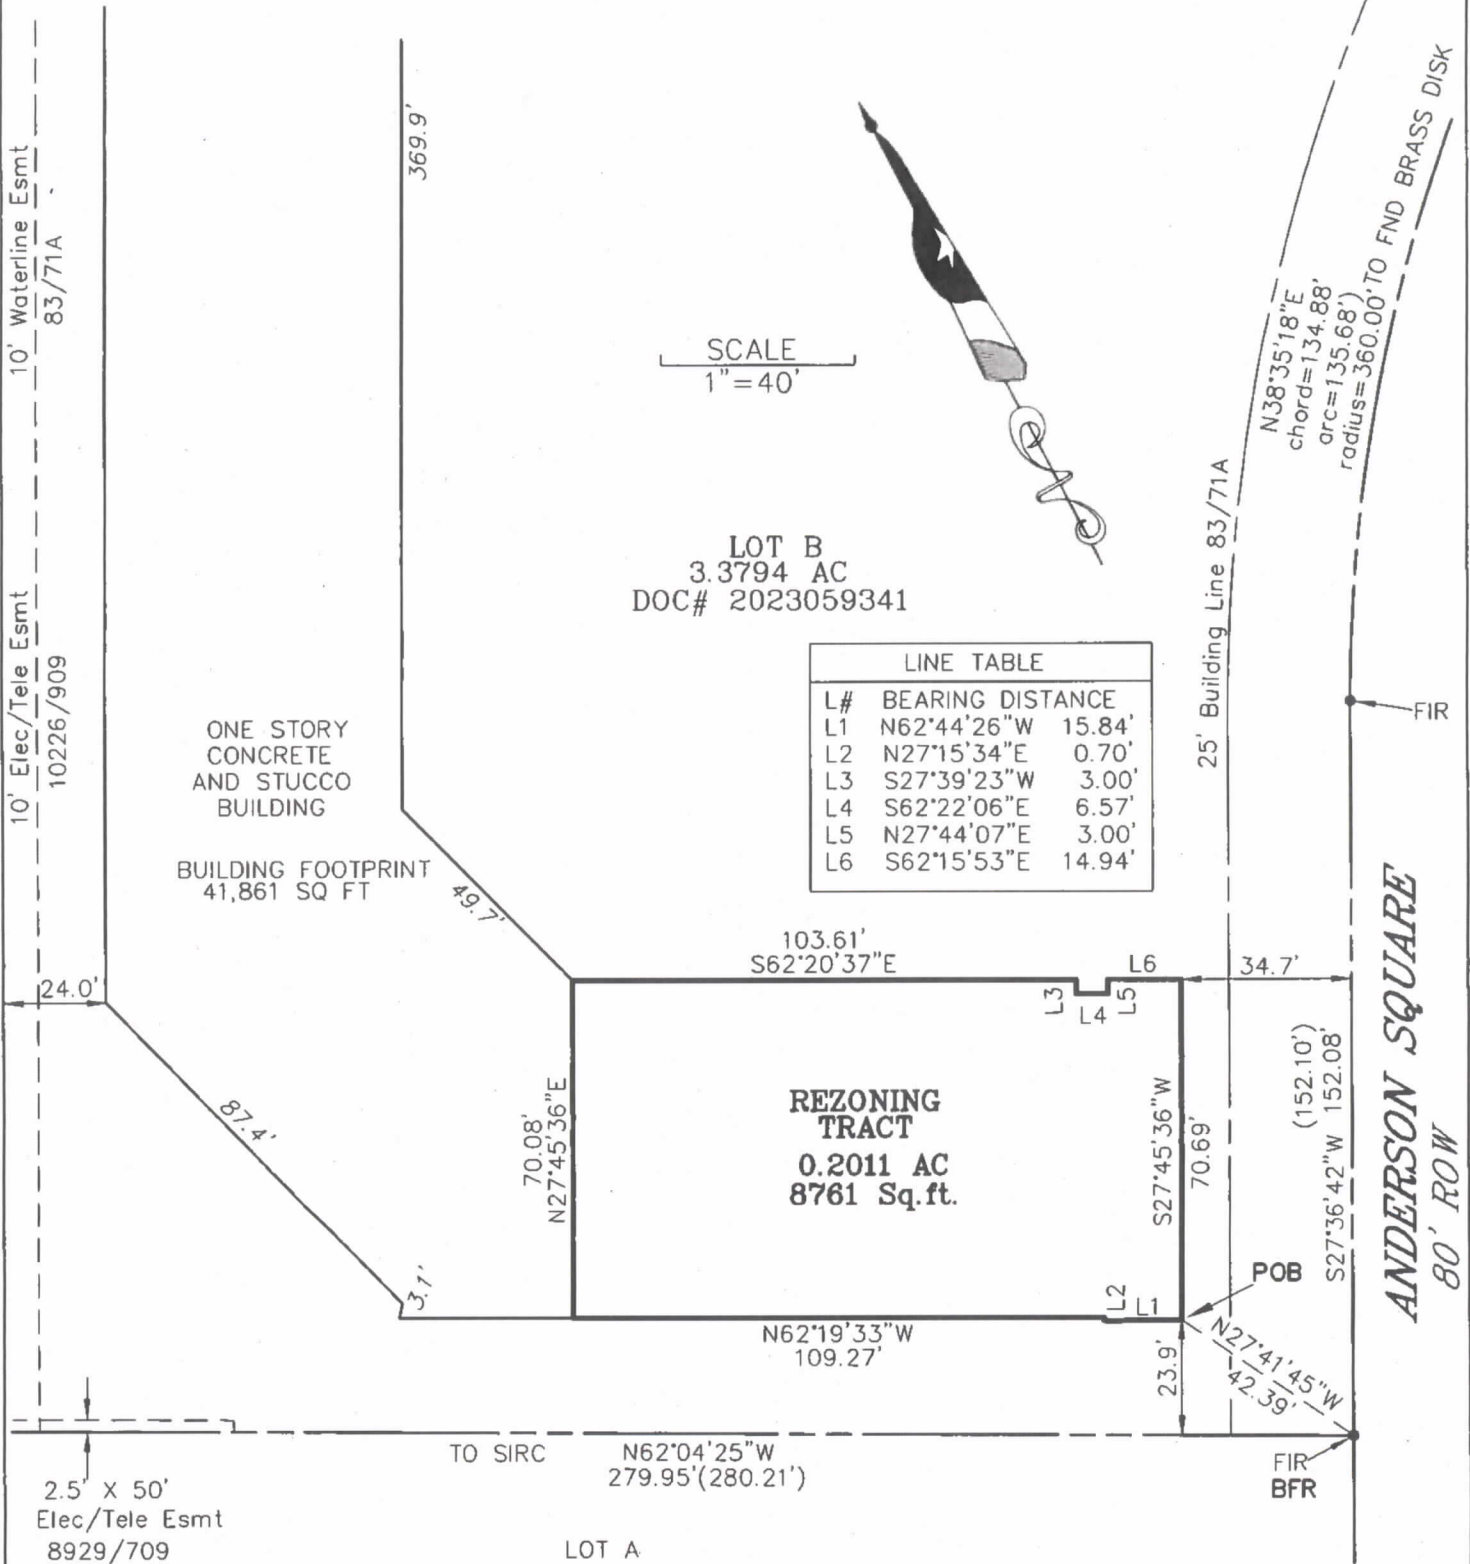 10' Waterline Esmt
83/71A
369.9'
SCALE
1"=40'
N38°35'18"E
chord=134.88'
arc=135.68')
radius=360.00' TO FND BRASS DISK
LOT B
3.3794 AC
DOC# 2023059341
10' Elec/Tele Esmt
10226/909
25' Building Line 83/71A
FIR
LINE TABLE
L# BEARING DISTANCE
L1 N62°44'26"W 15.84'
L2 N27°15'34"E 0.70'
L3 S27°39'23"W 3.00'
L4 S62°22'06"E 6.57'
L5 N27°44'07"E 3.00'
L6 S62°15'53"E 14.94'
ONE STORY
CONCRETE
AND STUCCO
BUILDING
BUILDING FOOTPRINT
41,861 SQ FT
49.7'
103.61'
S62°20'37"E
L6
34.7'
24.0'
L3
L4
L5
87.4'
70.08'
N27°45'36"E
REZONING
TRACT
0.2011 AC
8761 Sq.ft.
S27°45'36"W
70.69'
(152.10')
S27°36'42"W 152.08'
ANDERSON SQUARE
80' ROW
3.1'
POB
L2
L1
N62°19'33"W
109.27'
23.9'
N27°41'45"W
42.39'
TO SIRC
N62°04'25"W
279.95'(280.21')
FIR
BFR
2.5' X 50'
Elec/Tele Esmt
8929/709
LOT A